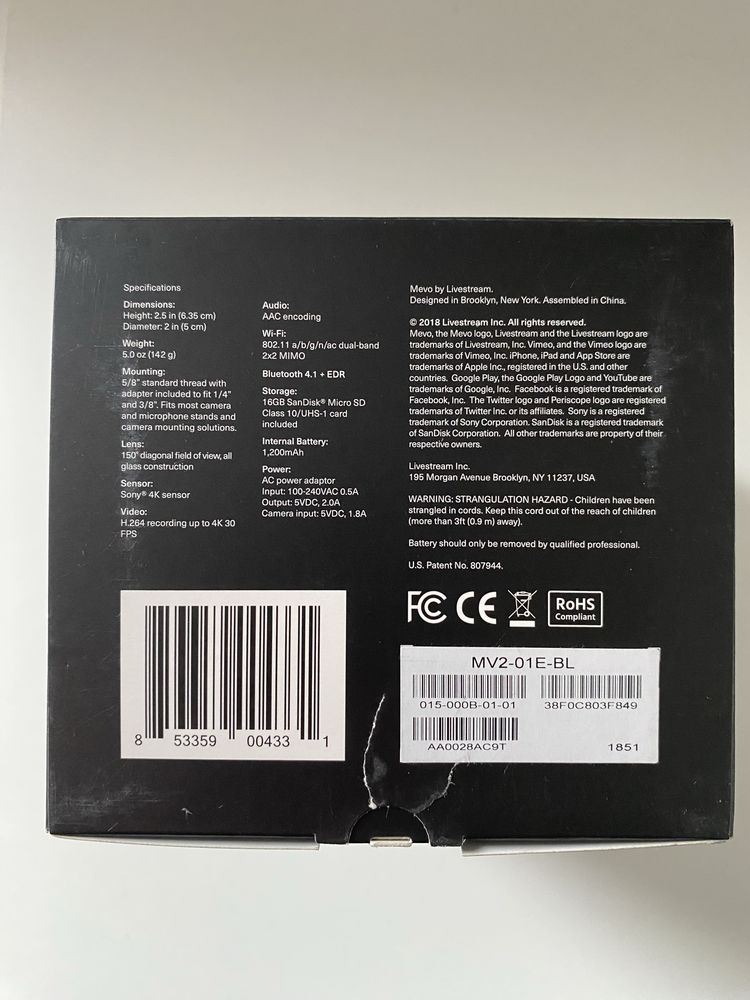 Specifications
Dimensions:
Height: 2.5 in (6.35 cm)
Diameter: 2 in (5 cm)
Weight:
5.0 oz (142 g)
Mounting:
5/8" standard thread with
adapter included to fit 1/4"
and 3/8". Fits most camera
and microphone stands and
camera mounting solutions.
Lens:
150° diagonal field of view, all
glass construction
Sensor:
Sony® 4K sensor
Video:
H.264 recording up to 4K 30
FPS
Audio:
AAC encoding
Wi-Fi:
802.11 a/b/g/n/ac dual-band
2x2 MIMO
Bluetooth 4.1 + EDR
Storage:
16GB SanDisk® Micro SD
Class 10/UHS-1 card
included
Internal Battery:
1,200mAh
Power:
AC power adaptor
Input: 100-240VAC 0.5A
Output: 5VDC, 2.0A
Camera input: 5VDC, 1.8A
Mevo by Livestream.
Designed in Brooklyn, New York. Assembled in China.
© 2018 Livestream Inc. All rights reserved.
Mevo, the Mevo logo, Livestream and the Livestream logo are
trademarks of Livestream, Inc. Vimeo, and the Vimeo logo are
trademarks of Vimeo, Inc. iPhone, iPad and App Store are
trademarks of Apple Inc., registered in the U.S. and other
countries. Google Play, the Google Play Logo and YouTube are
trademarks of Google, Inc. Facebook is a registered trademark of
Facebook, Inc. The Twitter logo and Periscope logo are registered
trademarks of Twitter Inc. or its affiliates. Sony is a registered
trademark of Sony Corporation. SanDisk is a registered trademark
of SanDisk Corporation. All other trademarks are property of their
respective owners.
Livestream Inc.
195 Morgan Avenue Brooklyn, NY 11237, USA
WARNING: STRANGULATION HAZARD - Children have been
strangled in cords. Keep this cord out of the reach of children
(more than 3ft (0.9 m) away).
Battery should only be removed by qualified professional.
U.S. Patent No. 807944.
FC CE RoHS
Compliant
8 53359 00433 1
MV2-01E-BL
015-000B-01-01 38F0C803F849
AA0028AC9T 1851